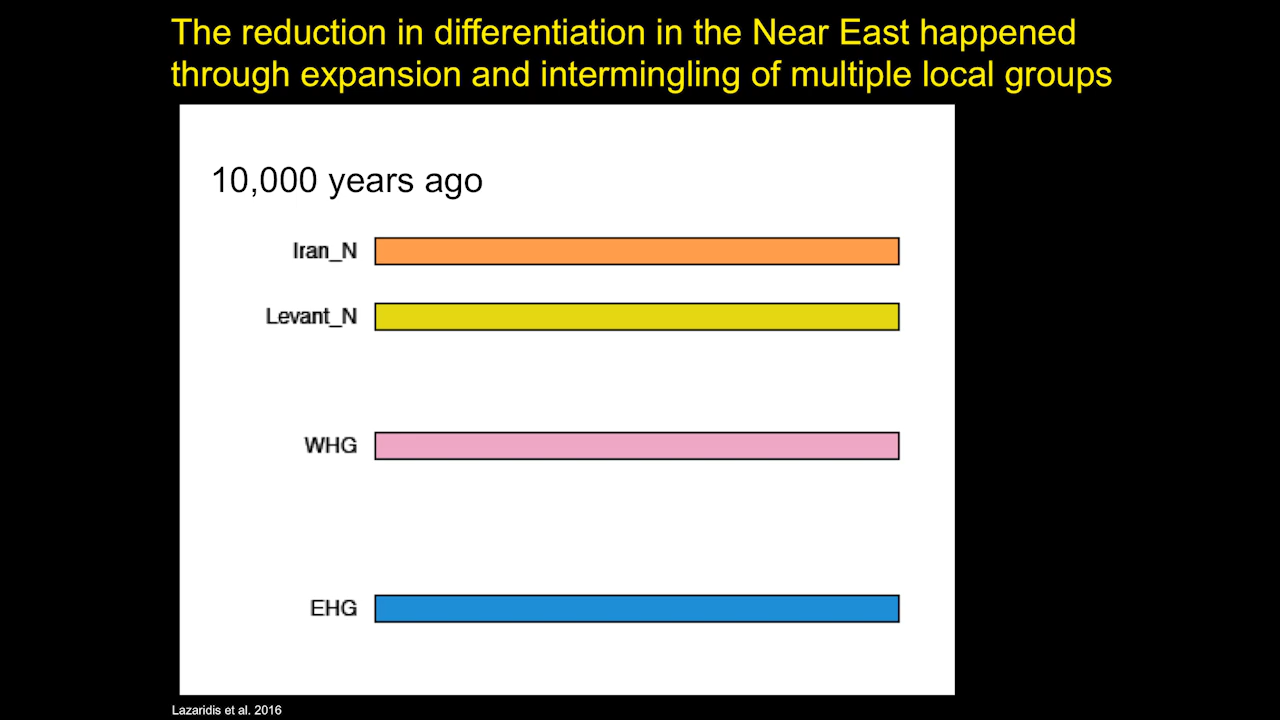 The reduction in differentiation in the Near East happened
through expansion and intermingling of multiple local groups
10,000 years ago
Iran_N
Levant_N
WHG
EHG
Lazaridis et al. 2016